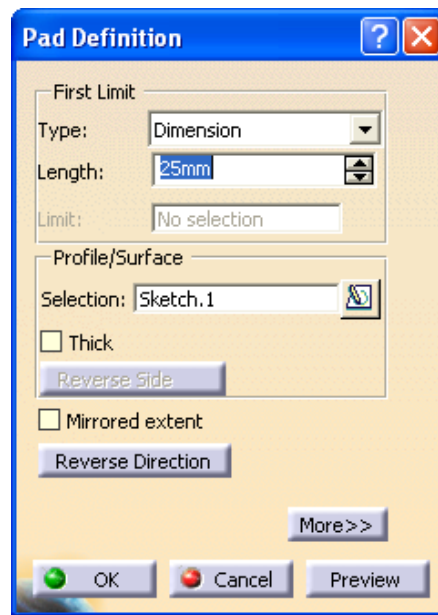 Pad Definition
First Limit
Type: Dimension
Length: 25mm
Limit: No selection
Profile/Surface
Selection: Sketch.1
Thick
Reverse Side
Mirrored extent
Reverse Direction
More>>
OK Cancel Preview